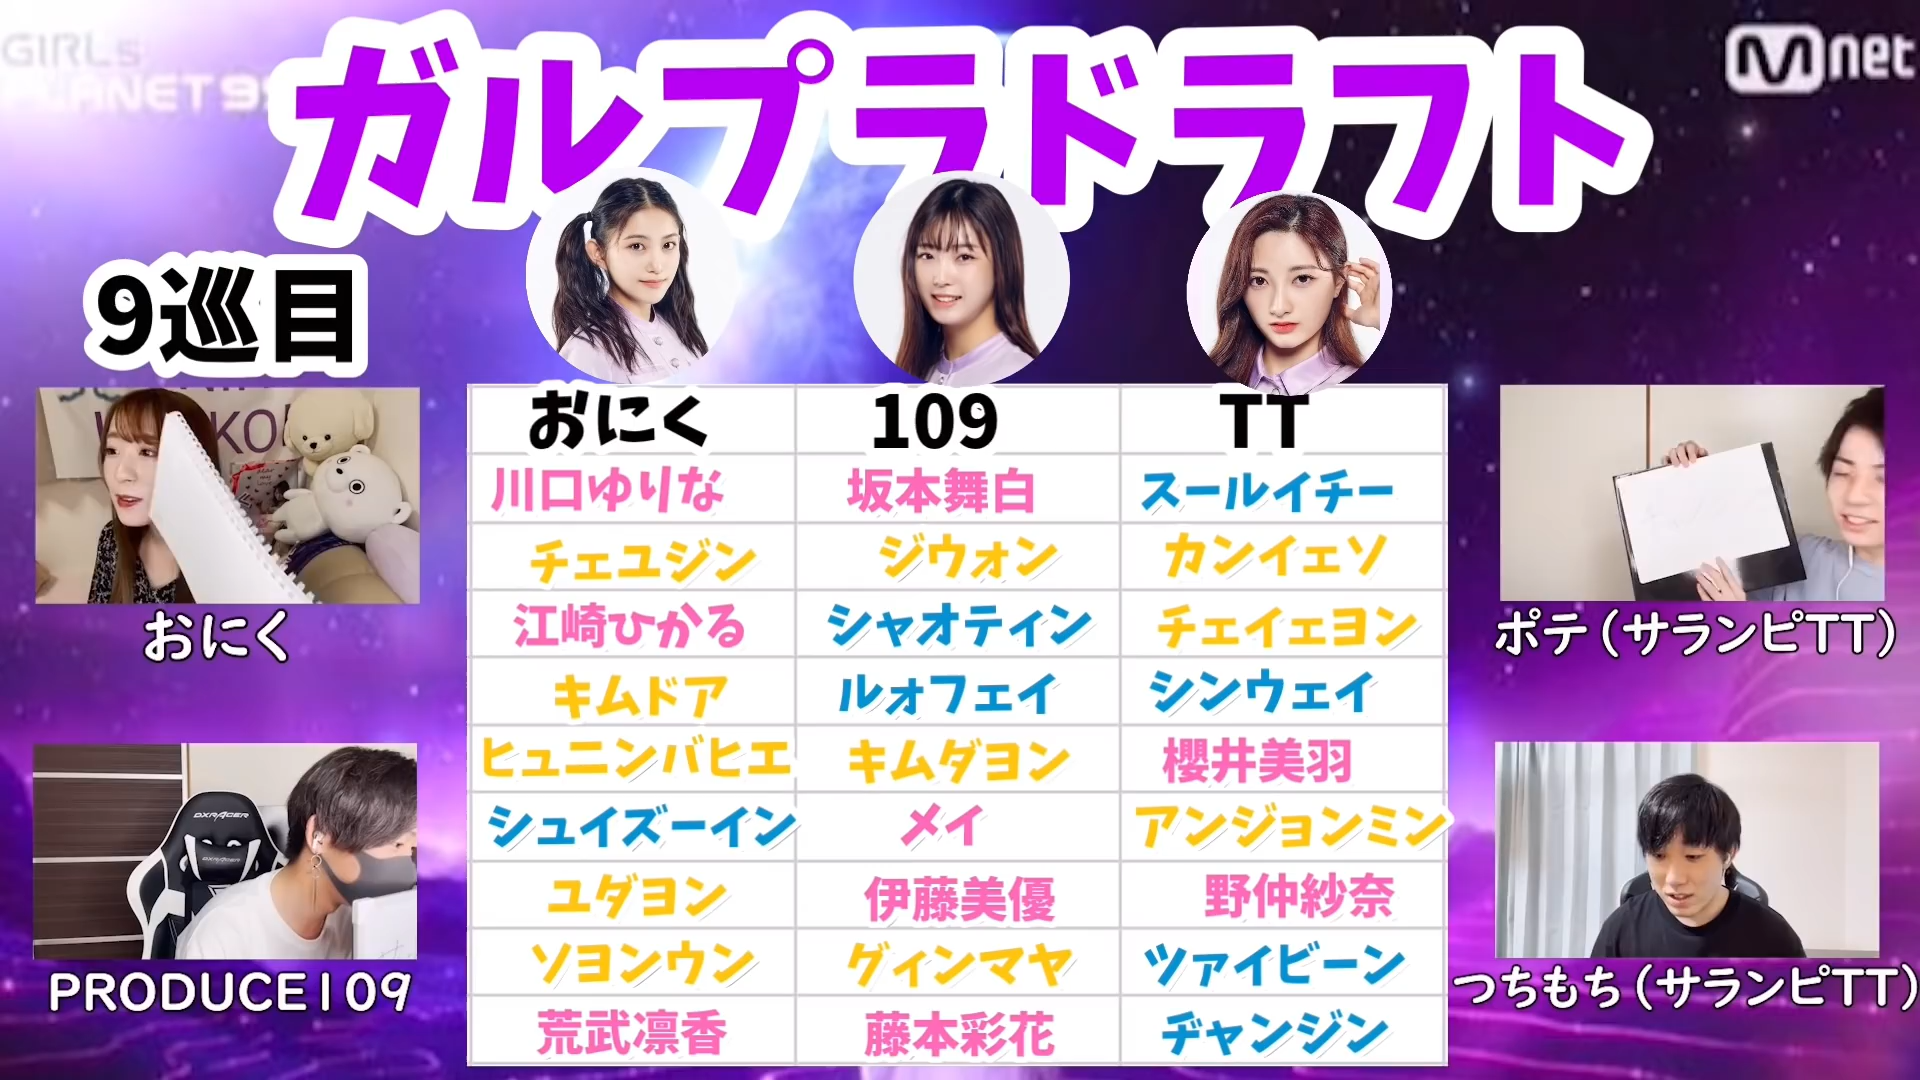 GIRLs
PLANET 99
Mnet
ガルプラドラフト
9巡目
おにく 109 TT
川口ゆりな 坂本舞白 スールイチー
チェユジン ジウォン カンイェソ
江崎ひかる シャオティン チェイェヨン
キムドア ルォフェイ シンウェイ
ヒュニンバヒエ キムダヨン 櫻井美羽
シュイズーイン メイ アンジョンミン
ユダヨン 伊藤美優 野仲紗奈
ソヨンウン グィンマヤ ツァイビーン
荒武凛香 藤本彩花 ヂャンジン
おにく
DXRACER
DXRACER
PRODUCE109
ポテ(サランピTT)
つちもち(サランピTT)